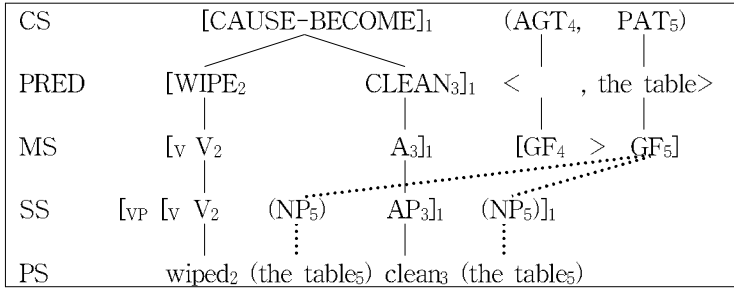 CS [CAUSE-BECOME]₁ (AGT₄, PAT₅)
PRED [WIPE₂ CLEAN₃]₁ < , the table>
MS [ᵥ V₂ A₃]₁ [GF₄ > GF₅]
SS [VP [V V₂ (NP₅) AP₃]₁ (NP₅)]₁
PS wiped₂ (the table₅) clean₃ (the table₅)